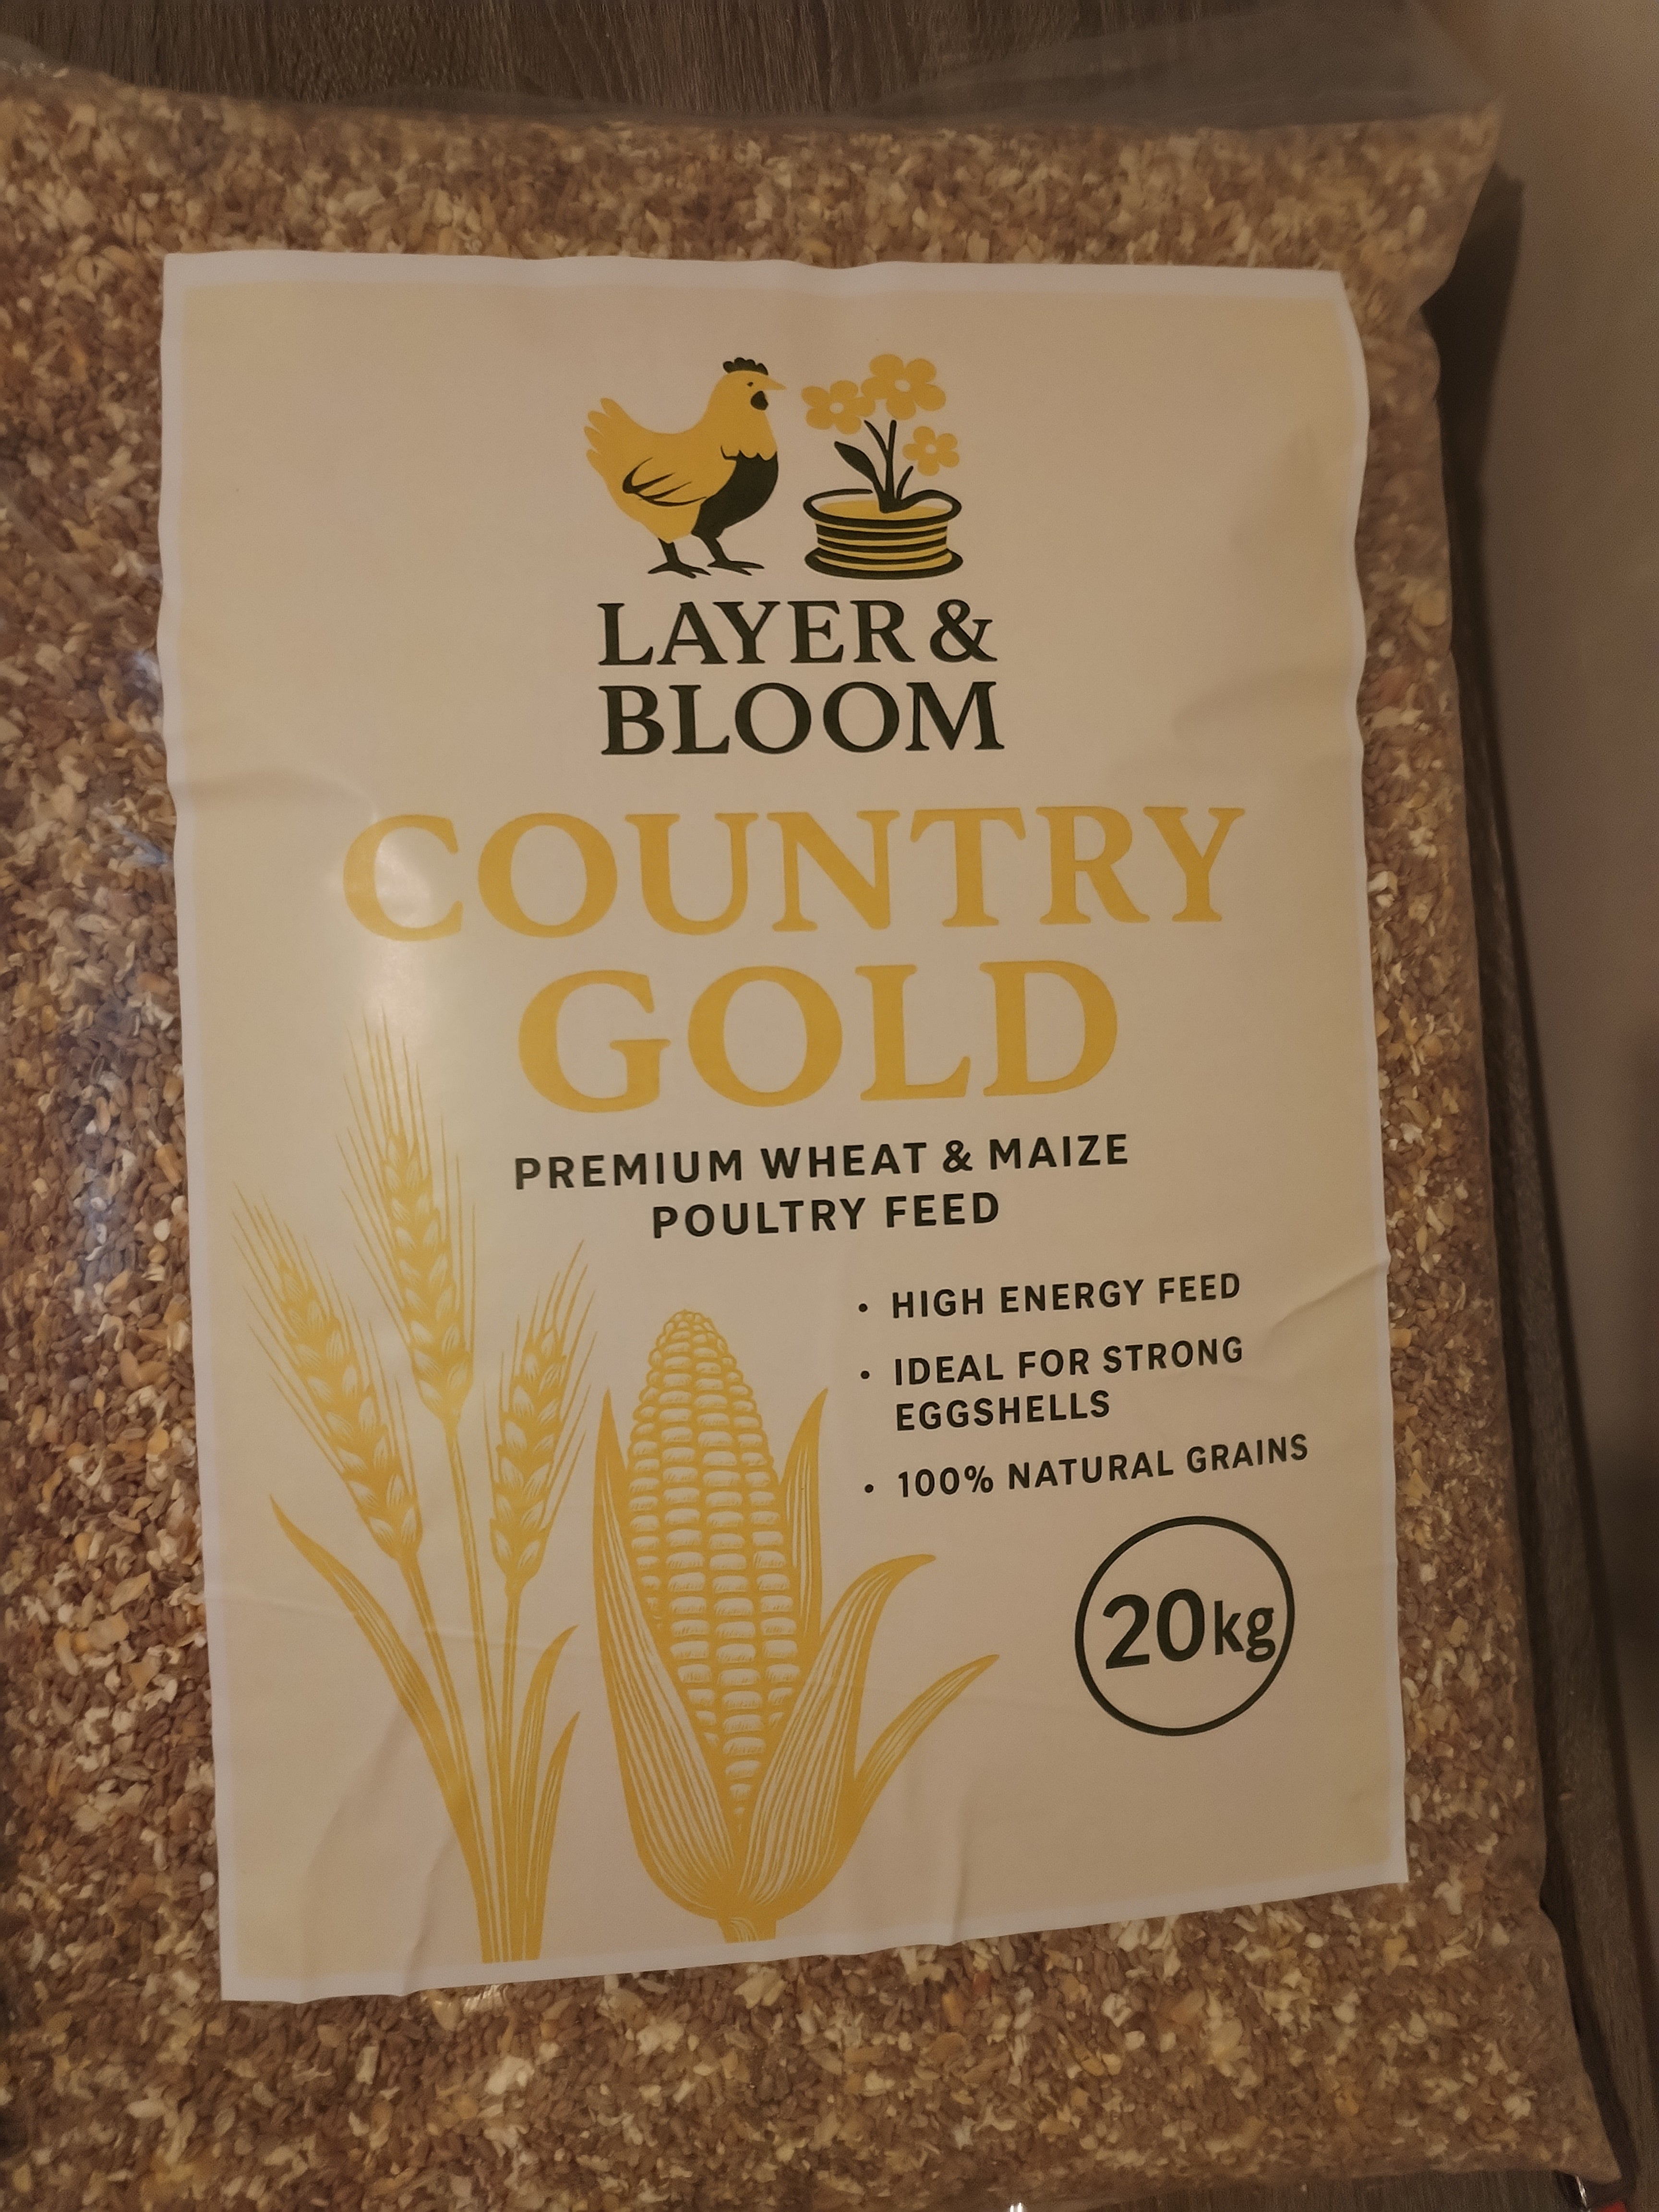 LAYER &
BLOOM
COUNTRY
GOLD
PREMIUM WHEAT & MAIZE
POULTRY FEED
• HIGH ENERGY FEED
• IDEAL FOR STRONG
EGGSHELLS
• 100% NATURAL GRAINS
20kg